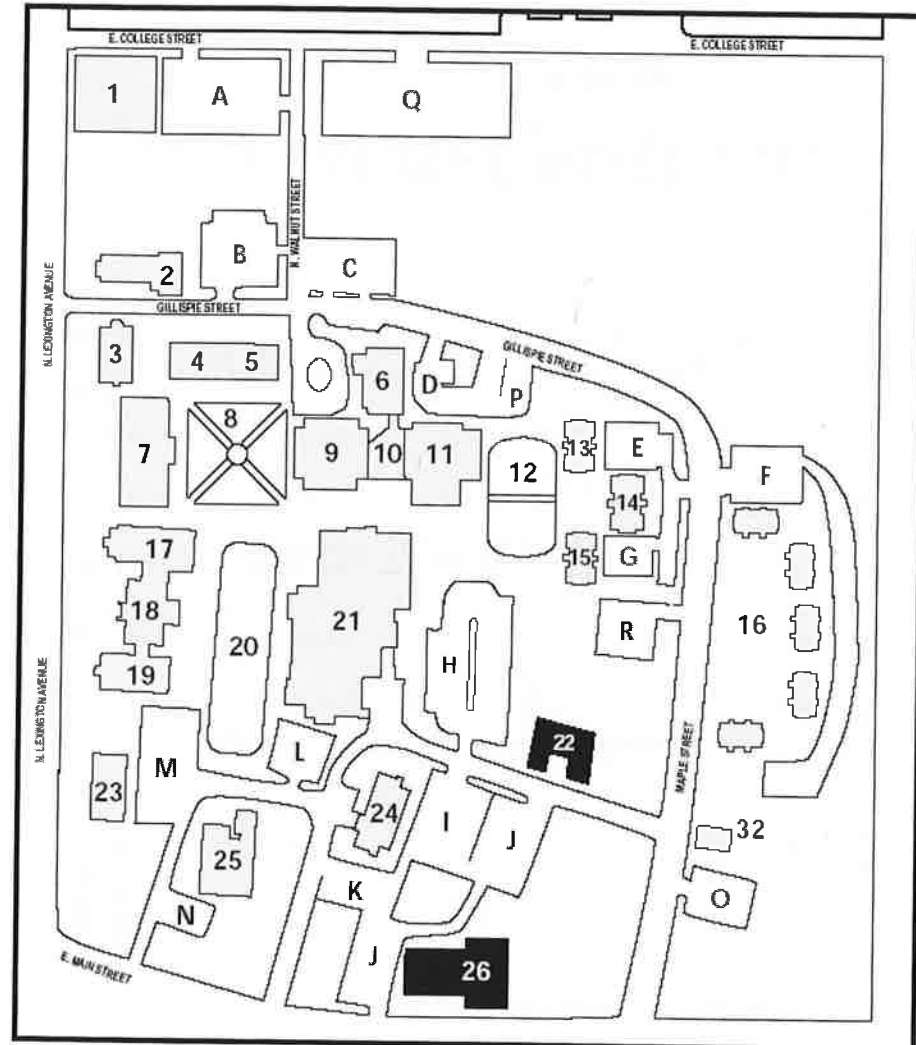 E. COLLEGE STREET
E. COLLEGE STREET
1
A
Q
N. WALNUT STREET
B
2
C
N. LEXINGTON AVENUE
GILLISPIE STREET
GILLISPIE STREET
3
4
5
6
D
P
8
7
9
10
11
12
13
E
F
14
15
G
16
17
18
19
20
21
H
R
N. LEXINGTON AVENUE
MAPLE STREET
22
L
M
23
24
I
J
32
25
K
O
N
J
26
E. MAIN STREET